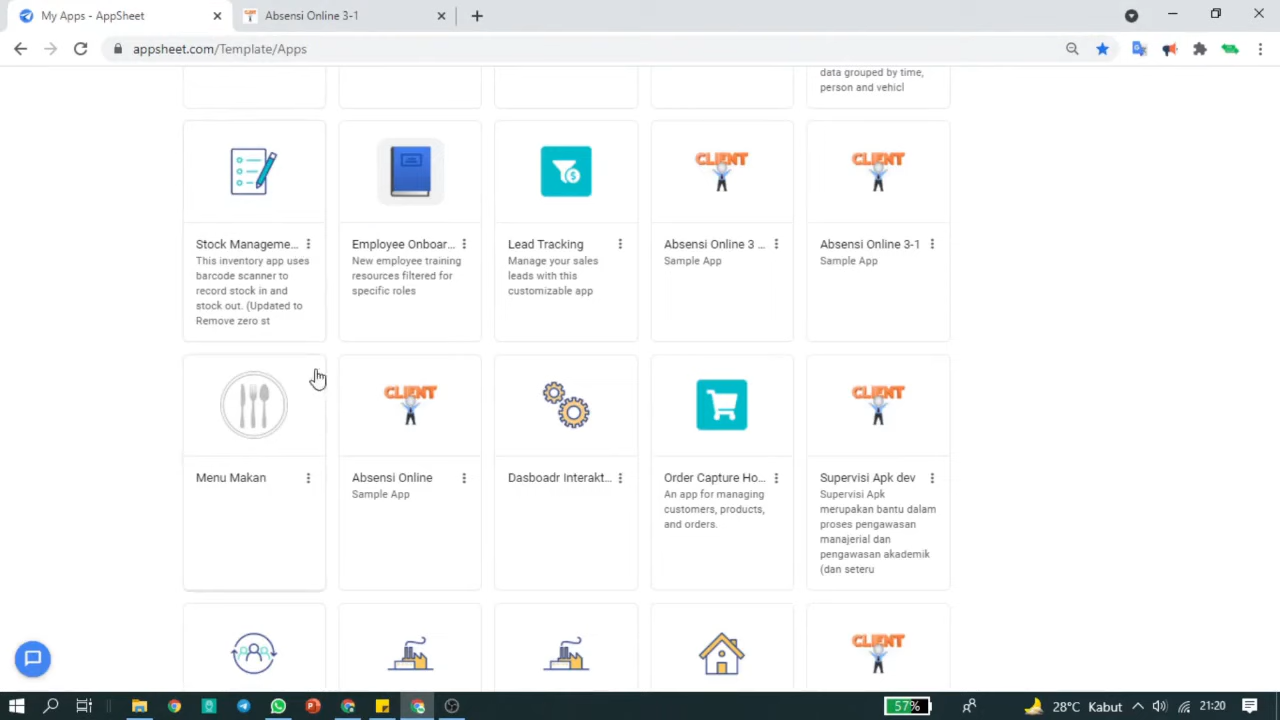 My Apps - AppSheet
Absensi Online 3-1
appsheet.com/Template/Apps
data grouped by time,
person and vehicl
CLIENT
CLIENT
Stock Manageme...
This inventory app uses
barcode scanner to
record stock in and
stock out. (Updated to
Remove zero st
Employee Onboar...
New employee training
resources filtered for
specific roles
Lead Tracking
Manage your sales
leads with this
customizable app
Absensi Online 3 ...
Sample App
Absensi Online 3-1
Sample App
CLIENT
CLIENT
Menu Makan
Absensi Online
Sample App
Dasboadr Interakt...
Order Capture Ho...
An app for managing
customers, products,
and orders.
Supervisi Apk dev
Supervisi Apk
merupakan bantu dalam
proses pengawasan
manajerial dan
pengawasan akademik
(dan seteru
CLIENT
57%
28°C Kabut
21:20